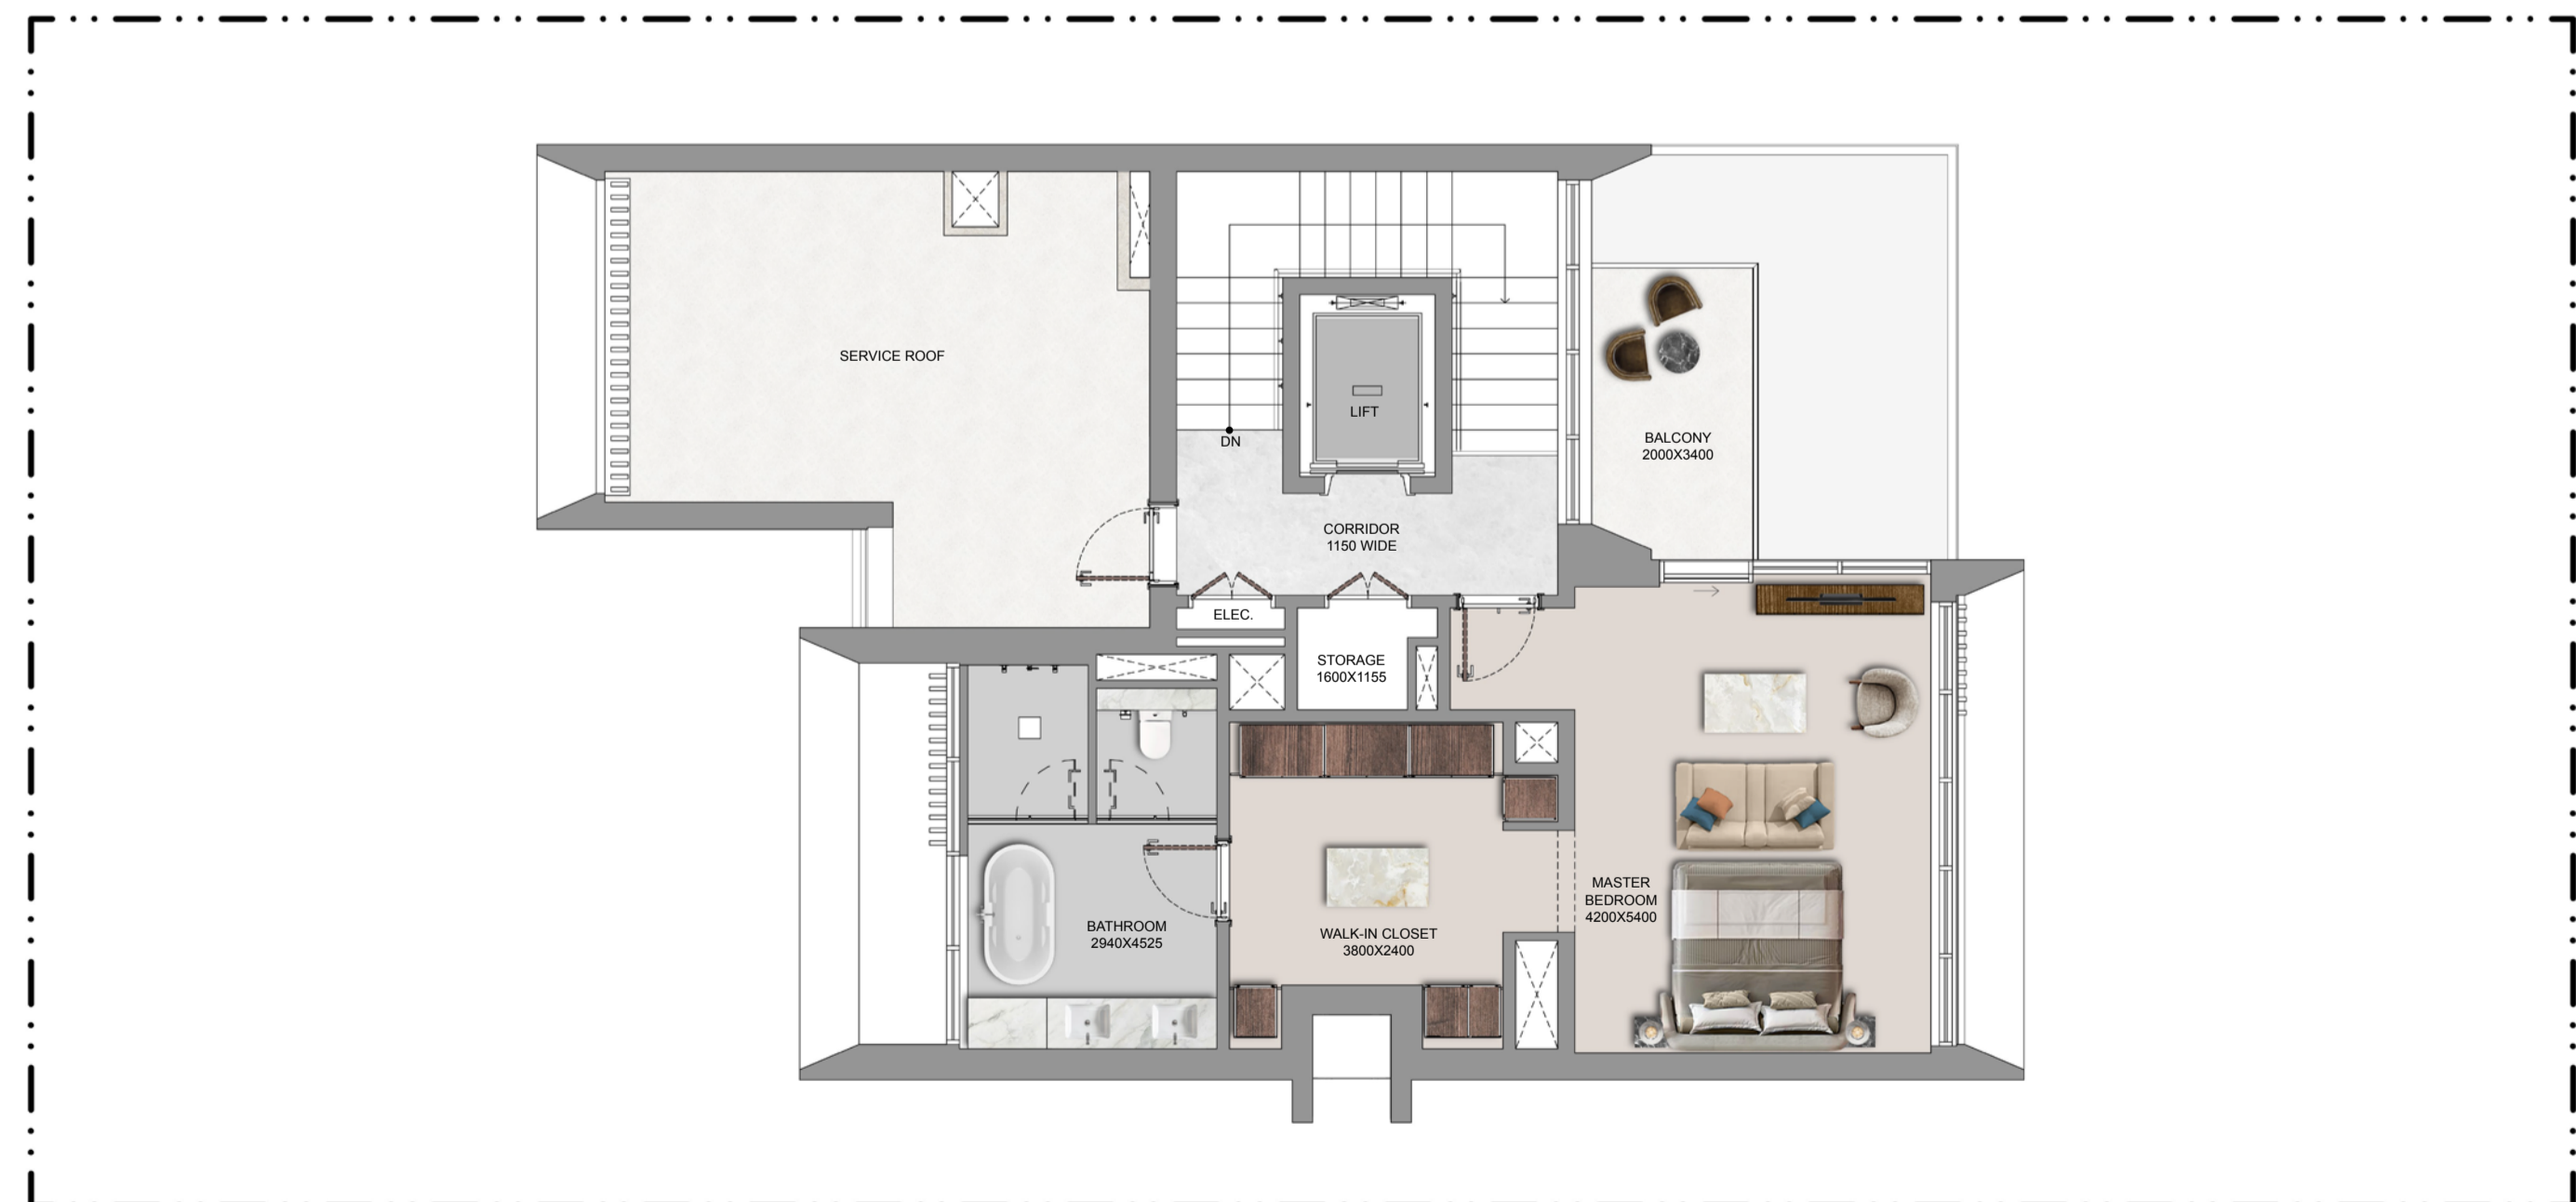 SERVICE ROOF
LIFT
DN
BALCONY
2000X3400
CORRIDOR
1150 WIDE
ELEC.
STORAGE
1600X1155
MASTER
BEDROOM
4200X5400
BATHROOM
2940X4525
WALK-IN CLOSET
3800X2400